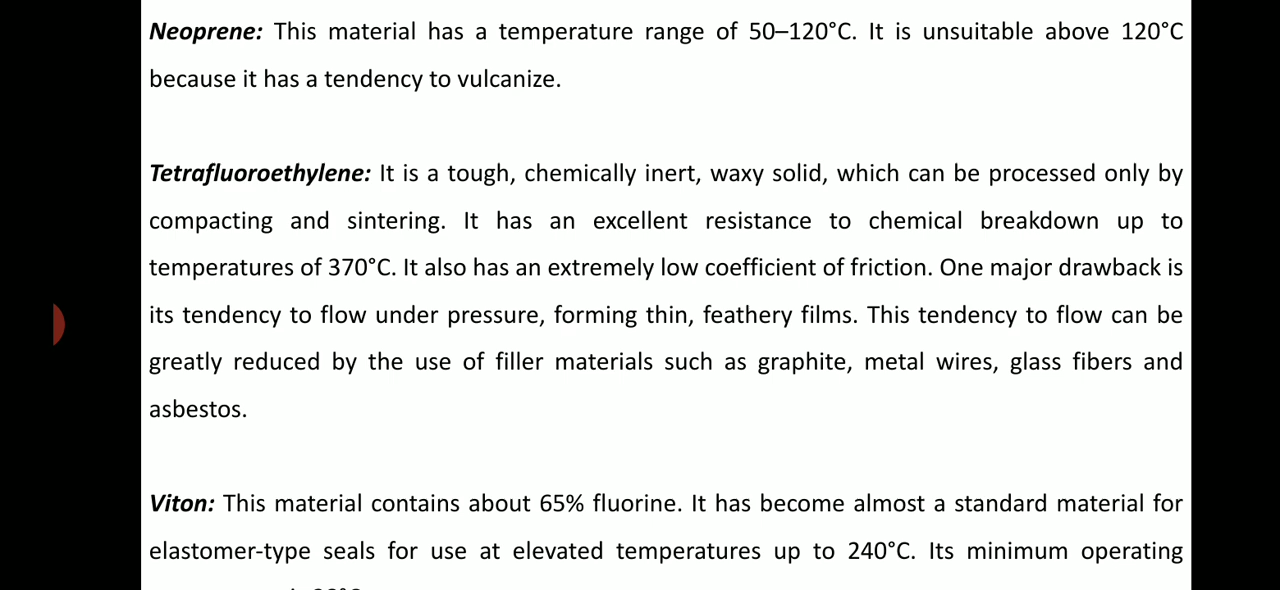 Neoprene: This material has a temperature range of 50–120°C. It is unsuitable above 120°C
because it has a tendency to vulcanize.
Tetrafluoroethylene: It is a tough, chemically inert, waxy solid, which can be processed only by
compacting and sintering. It has an excellent resistance to chemical breakdown up to
temperatures of 370°C. It also has an extremely low coefficient of friction. One major drawback is
its tendency to flow under pressure, forming thin, feathery films. This tendency to flow can be
greatly reduced by the use of filler materials such as graphite, metal wires, glass fibers and
asbestos.
Viton: This material contains about 65% fluorine. It has become almost a standard material for
elastomer-type seals for use at elevated temperatures up to 240°C. Its minimum operating